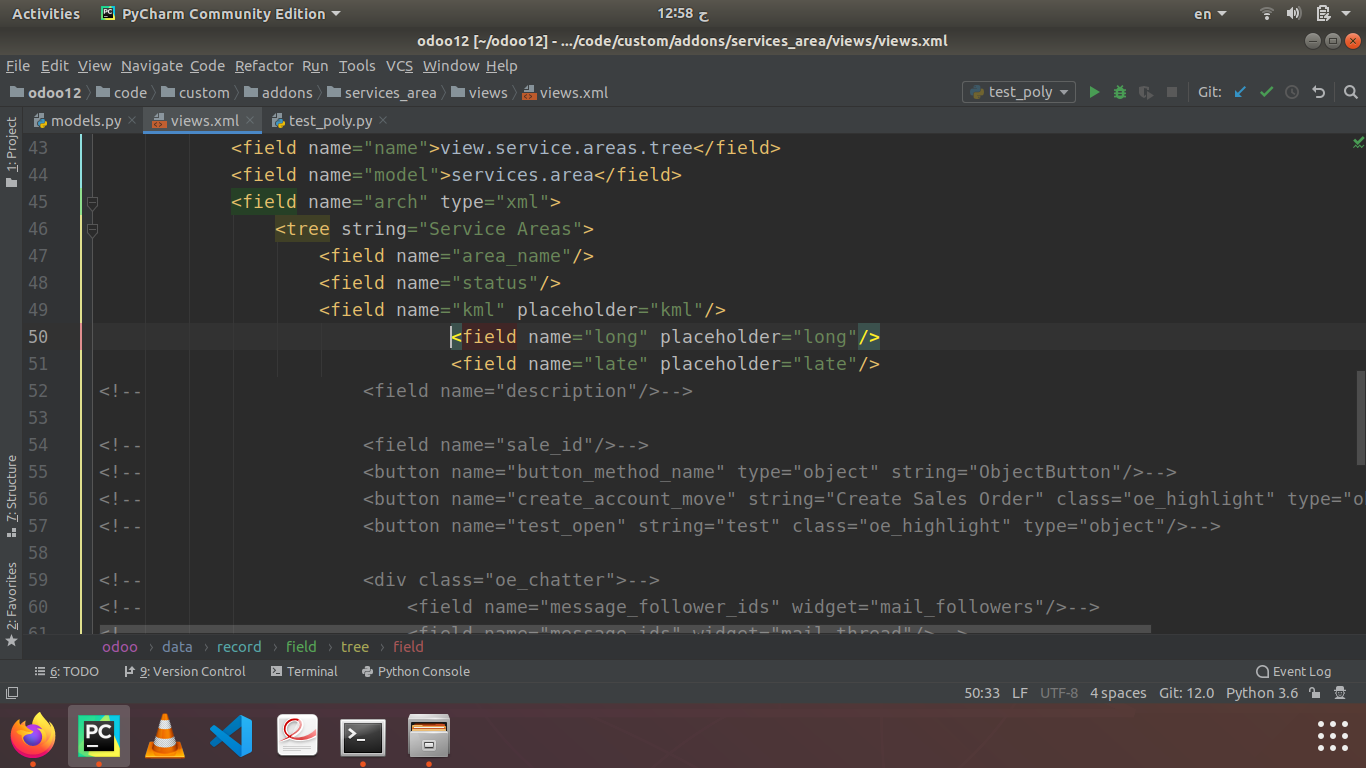 Activities PyCharm Community Edition 12:58 ح en
odoo12 [~/odoo12] - .../code/custom/addons/services_area/views/views.xml
File Edit View Navigate Code Refactor Run Tools VCS Window Help
odoo12 code custom addons services_area views views.xml test_poly Git:
models.py views.xml test_poly.py
1: Project
7: Structure
2: Favorites
43 <field name="name">view.service.areas.tree</field>
44 <field name="model">services.area</field>
45 <field name="arch" type="xml">
46 <tree string="Service Areas">
47 <field name="area_name"/>
48 <field name="status"/>
49 <field name="kml" placeholder="kml"/>
50 <field name="long" placeholder="long"/>
51 <field name="late" placeholder="late"/>
52 <!-- <field name="description"/>-->
53
54 <!-- <field name="sale_id"/>-->
55 <!-- <button name="button_method_name" type="object" string="ObjectButton"/>-->
56 <!-- <button name="create_account_move" string="Create Sales Order" class="oe_highlight" type="o
57 <!-- <button name="test_open" string="test" class="oe_highlight" type="object"/>-->
58
59 <!-- <div class="oe_chatter">-->
60 <!-- <field name="message_follower_ids" widget="mail_followers"/>-->
61 <!-- <field name="message_ids" widget="mail_thread"/>-->
odoo › data › record › field › tree › field
6: TODO 9: Version Control Terminal Python Console Event Log
50:33 LF UTF-8 4 spaces Git: 12.0 Python 3.6
PC